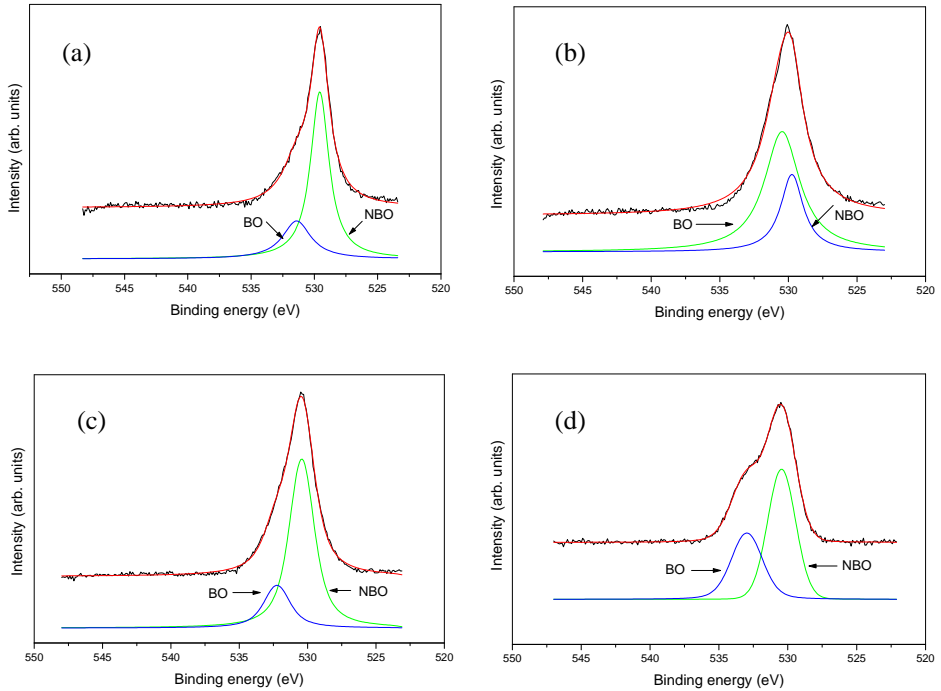 (a)
BO
NBO
Intensity (arb. units)
550 545 540 535 530 525 520
Binding energy (eV)
(b)
BO
NBO
Intensity (arb. units)
550 545 540 535 530 525 520
Binding energy (eV)
(c)
BO
NBO
Intensity (arb. units)
550 545 540 535 530 525 520
Binding energy (eV)
(d)
BO
NBO
Intensity (arb. units)
550 545 540 535 530 525 520
Binding energy (eV)